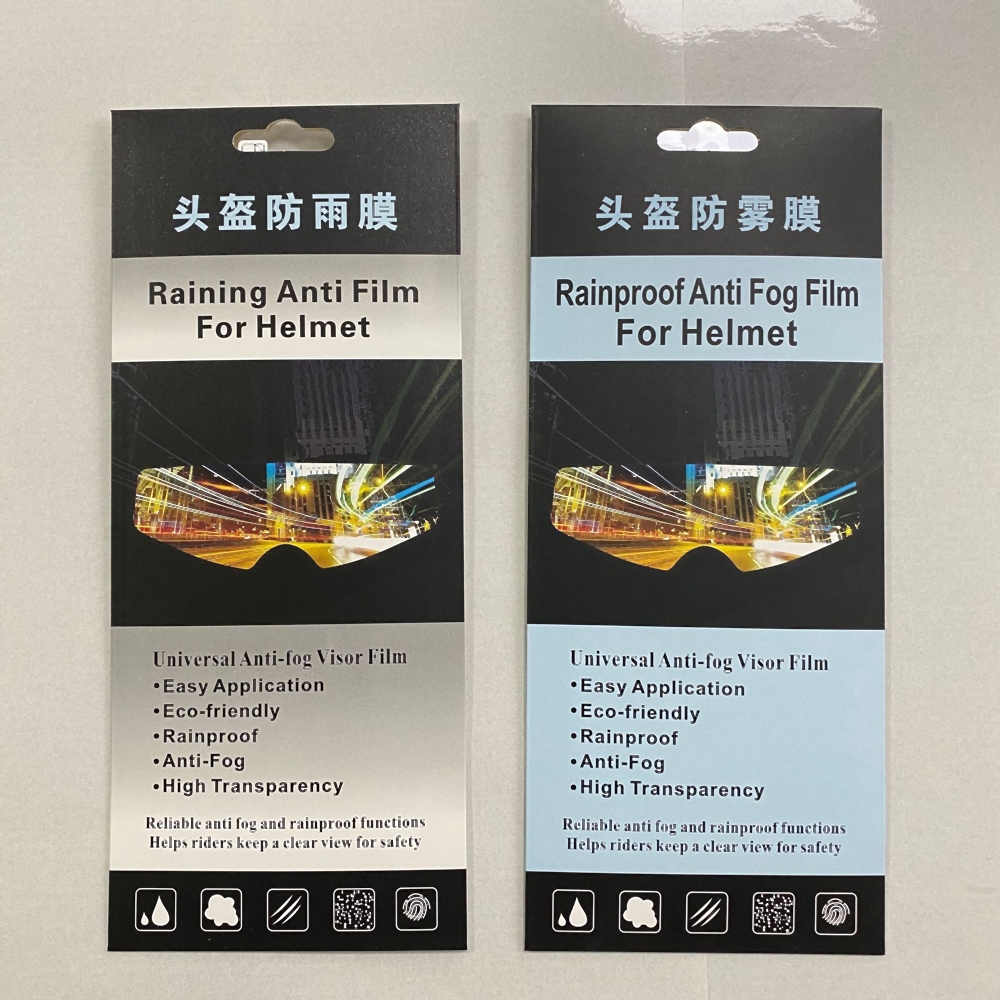 头盔防雨膜
Raining Anti Film
For Helmet
Universal Anti-fog Visor Film
•Easy Application
•Eco-friendly
•Rainproof
•Anti-Fog
•High Transparency
Reliable anti fog and rainproof functions
Helps riders keep a clear view for safety
头盔防雾膜
Rainproof Anti Fog Film
For Helmet
Universal Anti-fog Visor Film
•Easy Application
•Eco-friendly
•Rainproof
•Anti-Fog
•High Transparency
Reliable anti fog and rainproof functions
Helps riders keep a clear view for safety